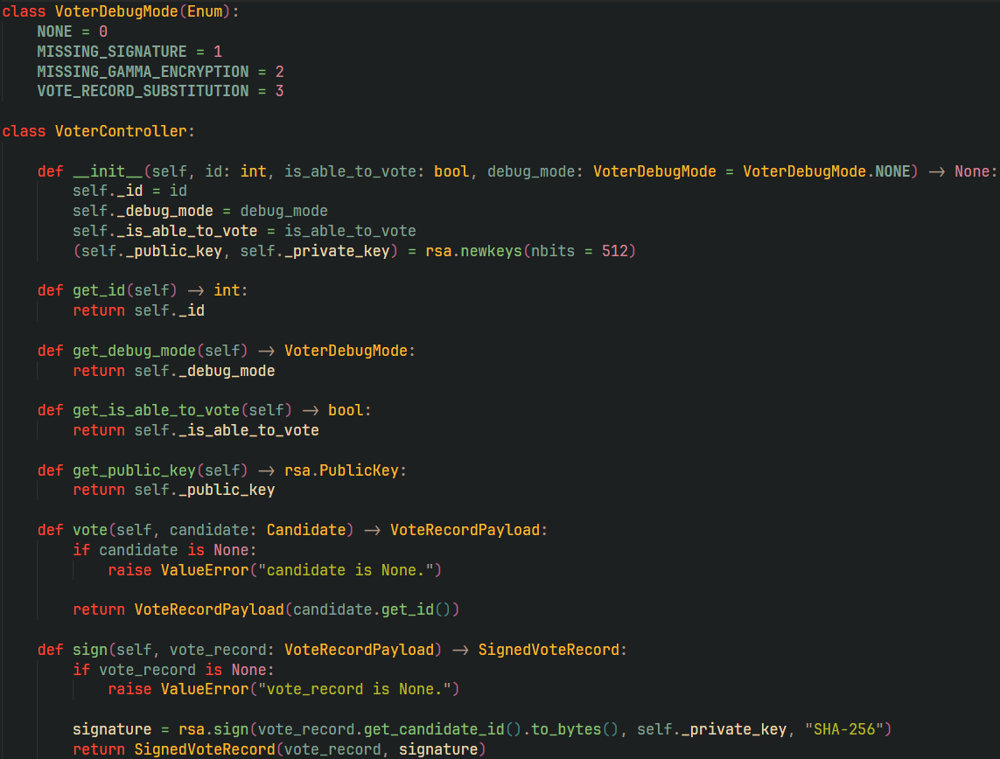 class VoterDebugMode(Enum):
    NONE = 0
    MISSING_SIGNATURE = 1
    MISSING_GAMMA_ENCRYPTION = 2
    VOTE_RECORD_SUBSTITUTION = 3

class VoterController:

    def __init__(self, id: int, is_able_to_vote: bool, debug_mode: VoterDebugMode = VoterDebugMode.NONE) -> None:
        self._id = id
        self._debug_mode = debug_mode
        self._is_able_to_vote = is_able_to_vote
        (self._public_key, self._private_key) = rsa.newkeys(nbits = 512)

    def get_id(self) -> int:
        return self._id

    def get_debug_mode(self) -> VoterDebugMode:
        return self._debug_mode

    def get_is_able_to_vote(self) -> bool:
        return self._is_able_to_vote

    def get_public_key(self) -> rsa.PublicKey:
        return self._public_key

    def vote(self, candidate: Candidate) -> VoteRecordPayload:
        if candidate is None:
            raise ValueError("candidate is None.")

        return VoteRecordPayload(candidate.get_id())

    def sign(self, vote_record: VoteRecordPayload) -> SignedVoteRecord:
        if vote_record is None:
            raise ValueError("vote_record is None.")

        signature = rsa.sign(vote_record.get_candidate_id().to_bytes(), self._private_key, "SHA-256")
        return SignedVoteRecord(vote_record, signature)